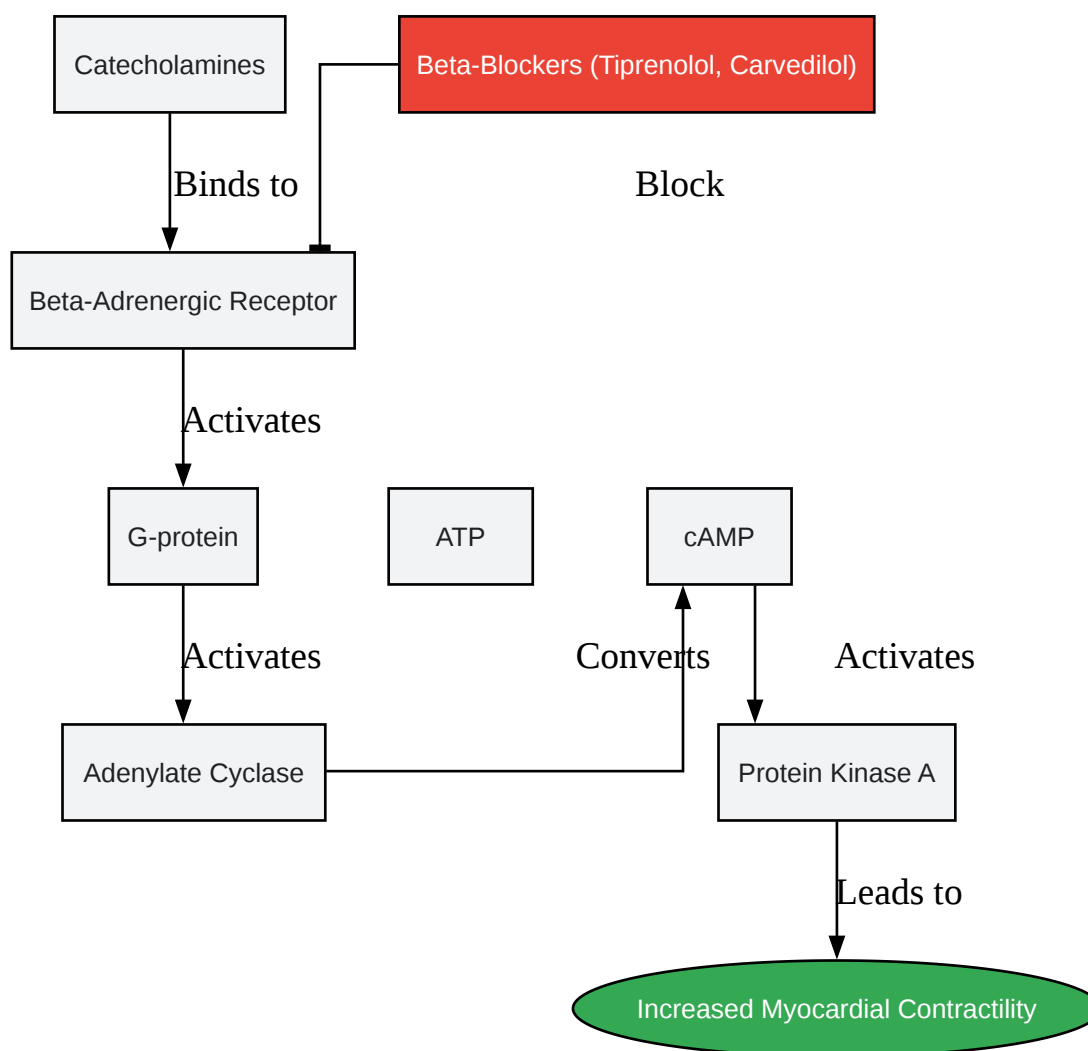 Catecholamines
Beta-Blockers (Tiprenolol, Carvedilol)
Binds to
Block
Beta-Adrenergic Receptor
Activates
G-protein
ATP
cAMP
Activates
Converts
Activates
Adenylate Cyclase
Protein Kinase A
Leads to
Increased Myocardial Contractility